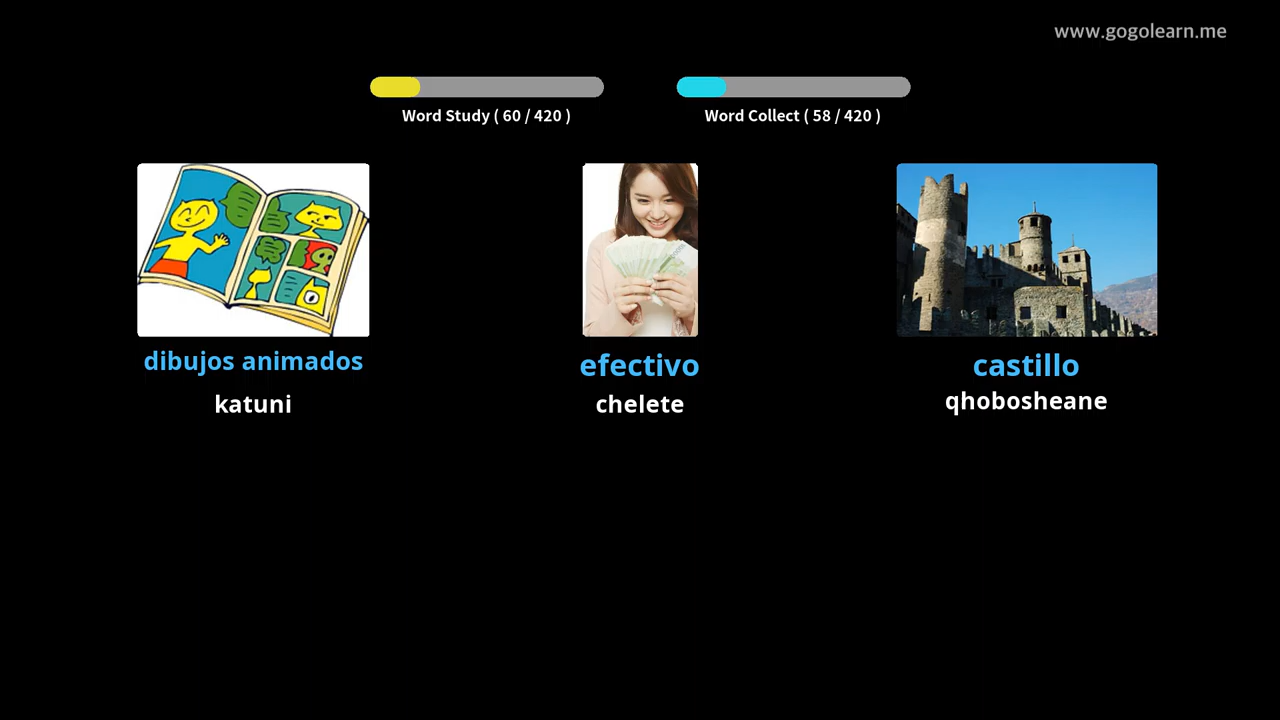 www.gogolearn.me
Word Study ( 60 / 420 )
Word Collect ( 58 / 420 )
dibujos animados
katuni
efectivo
chelete
castillo
qhobosheane